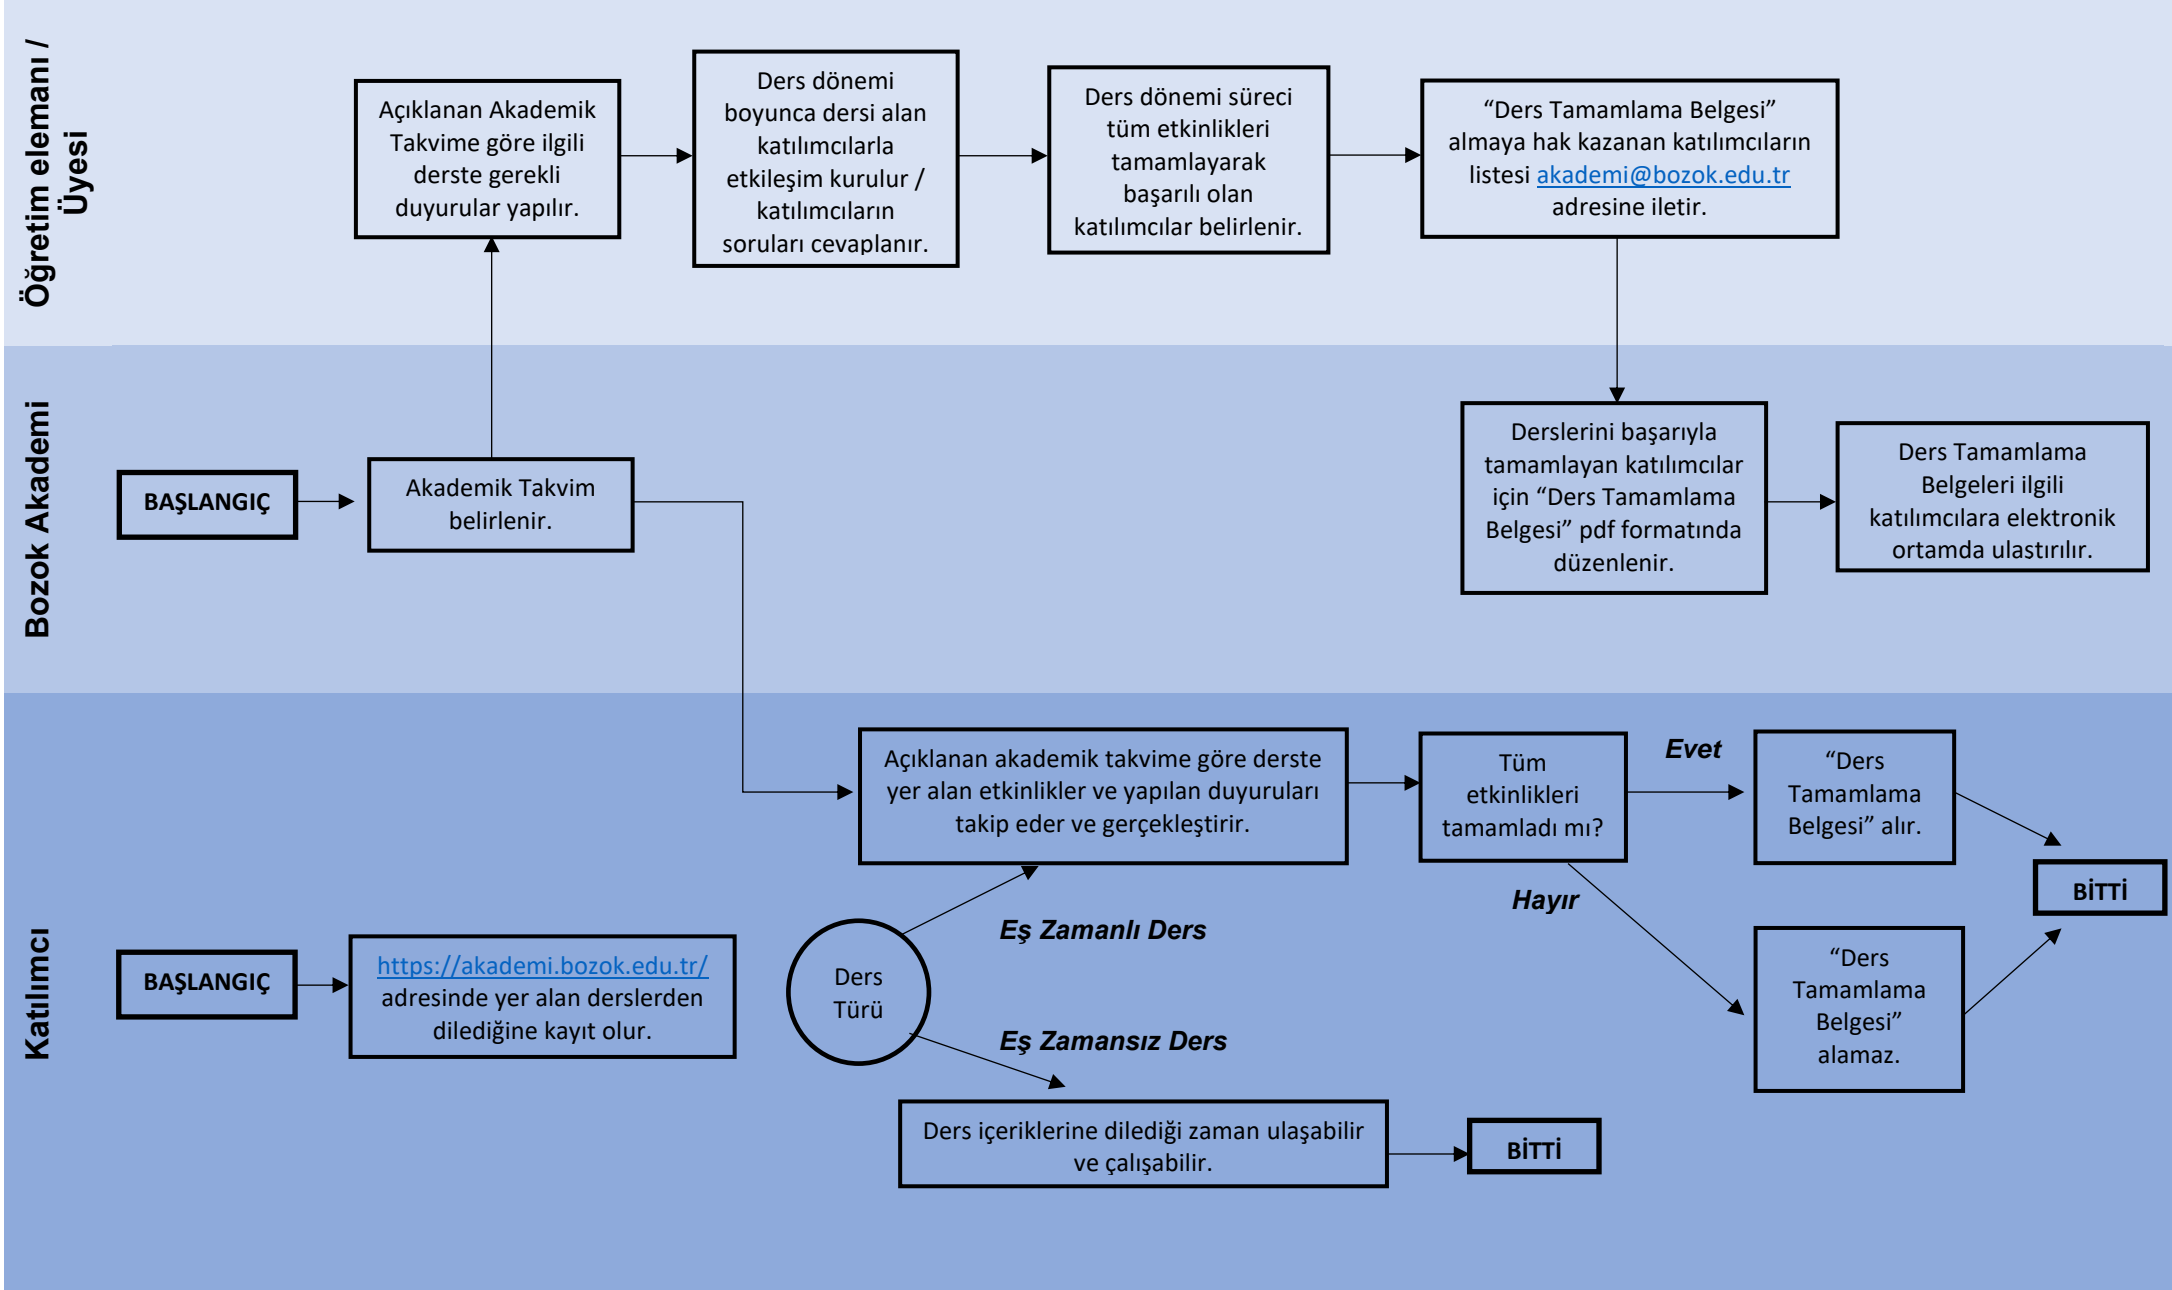 Öğretim elemanı /
Üyesi
Açıklanan Akademik
Takvime göre ilgili
derste gerekli
duyurular yapılır.
Ders dönemi
boyunca dersi alan
katılımcılarla
etkileşim kurulur /
katılımcıların
soruları cevaplanır.
Ders dönemi süreci
tüm etkinlikleri
tamamlayarak
başarılı olan
katılımcılar belirlenir.
“Ders Tamamlama Belgesi”
almaya hak kazanan katılımcıların
listesi akademi@bozok.edu.tr
adresine iletir.
Bozok Akademi
BAŞLANGIÇ
Akademik Takvim
belirlenir.
Derslerini başarıyla
tamamlayan katılımcılar
için “Ders Tamamlama
Belgesi” pdf formatında
düzenlenir.
Ders Tamamlama
Belgeleri ilgili
katılımcılara elektronik
ortamda ulaştırılır.
Katılımcı
BAŞLANGIÇ
https://akademi.bozok.edu.tr/
adresinde yer alan derslerden
dilediğine kayıt olur.
Ders
Türü
Eş Zamanlı Ders
Eş Zamansız Ders
Açıklanan akademik takvime göre derste
yer alan etkinlikler ve yapılan duyuruları
takip eder ve gerçekleştirir.
Tüm
etkinlikleri
tamamladı mı?
Evet
Hayır
“Ders
Tamamlama
Belgesi” alır.
“Ders
Tamamlama
Belgesi”
alamaz.
BİTTİ
Ders içeriklerine dilediği zaman ulaşabilir
ve çalışabilir.
BİTTİ